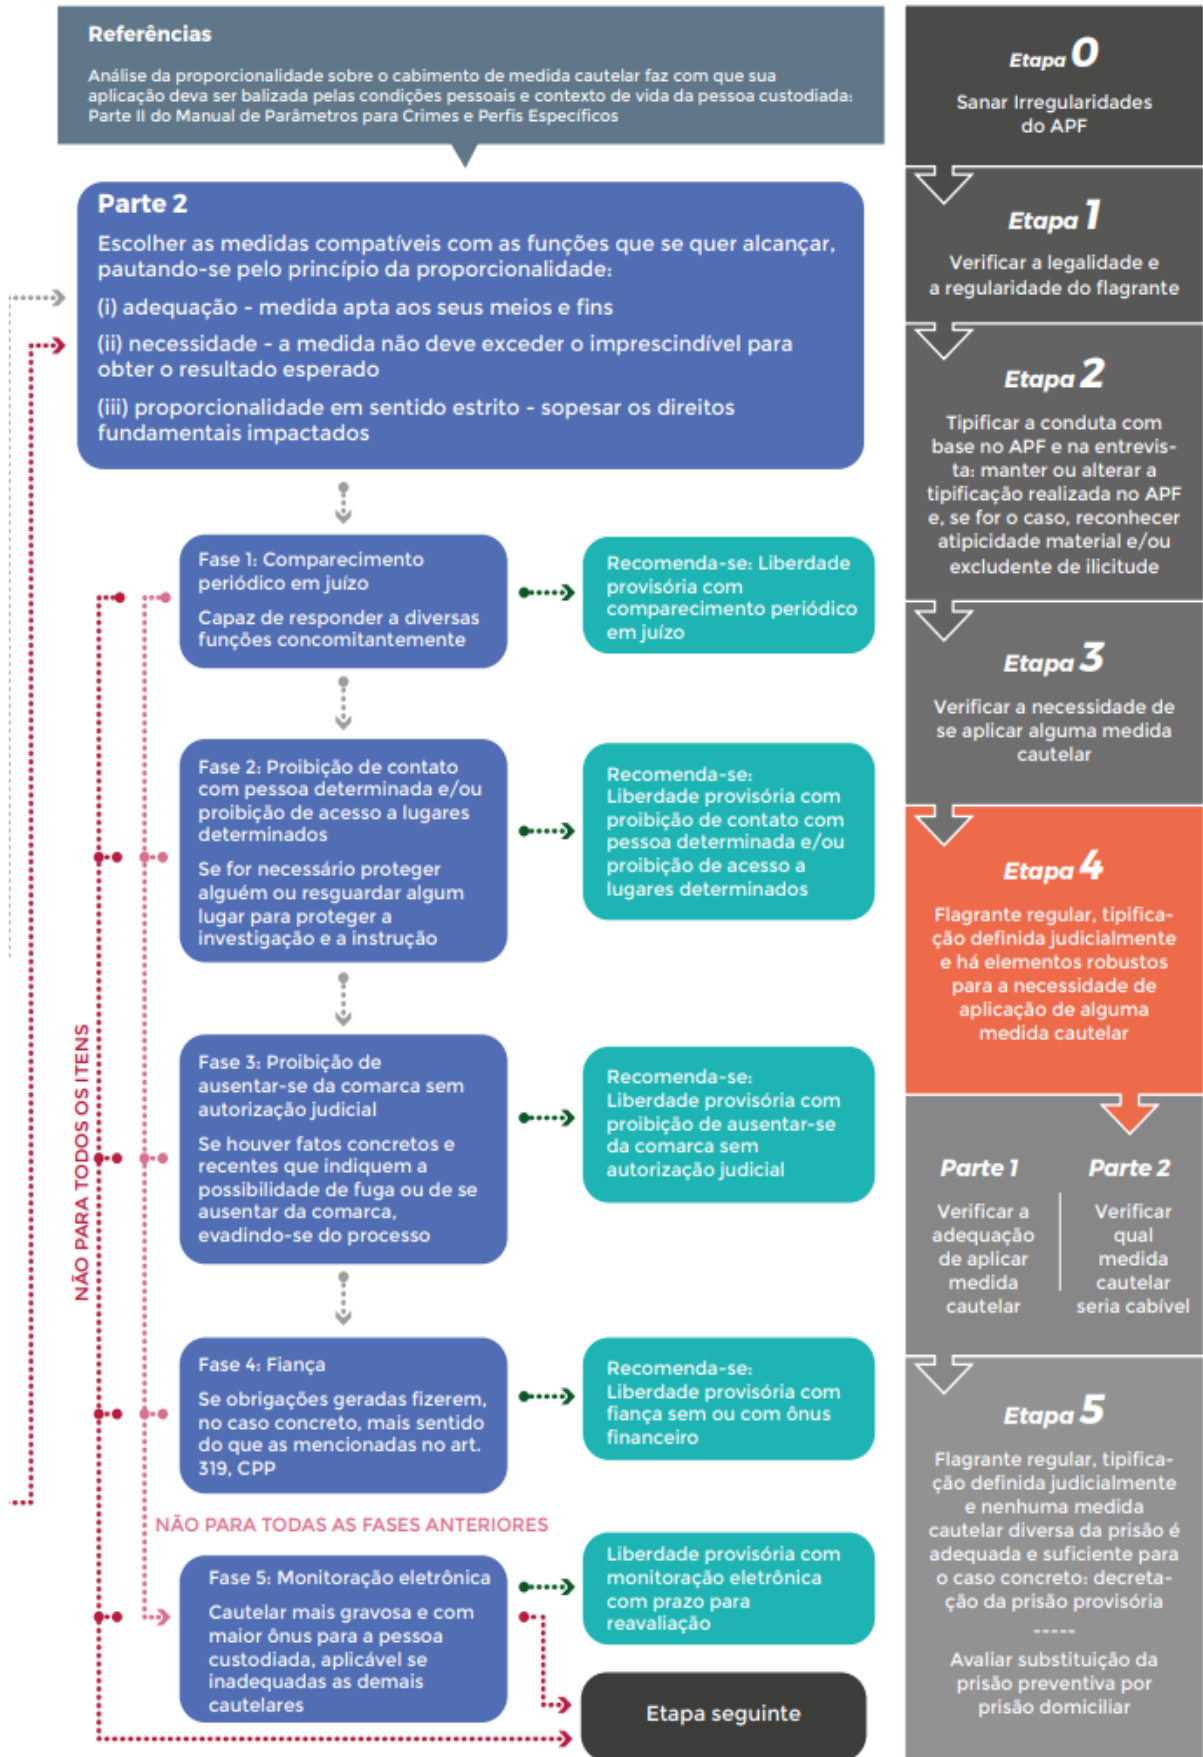 Referências
Análise da proporcionalidade sobre o cabimento de medida cautelar faz com que sua
aplicação deva ser balizada pelas condições pessoais e contexto de vida da pessoa custodiada:
Parte II do Manual de Parâmetros para Crimes e Perfis Específicos
Parte 2
Escolher as medidas compatíveis com as funções que se quer alcançar,
pautando-se pelo princípio da proporcionalidade:
(i) adequação - medida apta aos seus meios e fins
(ii) necessidade - a medida não deve exceder o imprescindível para
obter o resultado esperado
(iii) proporcionalidade em sentido estrito - sopesar os direitos
fundamentais impactados
Fase 1: Comparecimento
periódico em juízo
Capaz de responder a diversas
funções concomitantemente
Recomenda-se: Liberdade
provisória com
comparecimento periódico
em juízo
Fase 2: Proibição de contato
com pessoa determinada e/ou
proibição de acesso a lugares
determinados
Se for necessário proteger
alguém ou resguardar algum
lugar para proteger a
investigação e a instrução
Recomenda-se:
Liberdade provisória com
proibição de contato com
pessoa determinada e/ou
proibição de acesso a
lugares determinados
Fase 3: Proibição de
ausentar-se da comarca sem
autorização judicial
Se houver fatos concretos e
recentes que indiquem a
possibilidade de fuga ou de se
ausentar da comarca,
evadindo-se do processo
Recomenda-se:
Liberdade provisória com
proibição de ausentar-se
da comarca sem
autorização judicial
Fase 4: Fiança
Se obrigações geradas fizerem,
no caso concreto, mais sentido
do que as mencionadas no art.
319, CPP
Recomenda-se:
Liberdade provisória com
fiança sem ou com ônus
financeiro
NÃO PARA TODOS OS ITENS
NÃO PARA TODAS AS FASES ANTERIORES
Fase 5: Monitoração eletrônica
Cautelar mais gravosa e com
maior ônus para a pessoa
custodiada, aplicável se
inadequadas as demais
cautelares
Liberdade provisória com
monitoração eletrônica
com prazo para
reavaliação
Etapa seguinte
Etapa 0
Sanar Irregularidades
do APF
Etapa 1
Verificar a legalidade e
a regularidade do flagrante
Etapa 2
Tipificar a conduta com
base no APF e na entrevis-
ta: manter ou alterar a
tipificação realizada no APF
e, se for o caso, reconhecer
atipicidade material e/ou
excludente de ilicitude
Etapa 3
Verificar a necessidade de
se aplicar alguma medida
cautelar
Etapa 4
Flagrante regular, tipifica-
ção definida judicialmente
e há elementos robustos
para a necessidade de
aplicação de alguma
medida cautelar
Parte 1
Verificar a
adequação
de aplicar
medida
cautelar
Parte 2
Verificar
qual
medida
cautelar
seria cabível
Etapa 5
Flagrante regular, tipifica-
ção definida judicialmente
e nenhuma medida
cautelar diversa da prisão é
adequada e suficiente para
o caso concreto: decreta-
ção da prisão provisória
-----
Avaliar substituição da
prisão preventiva por
prisão domiciliar